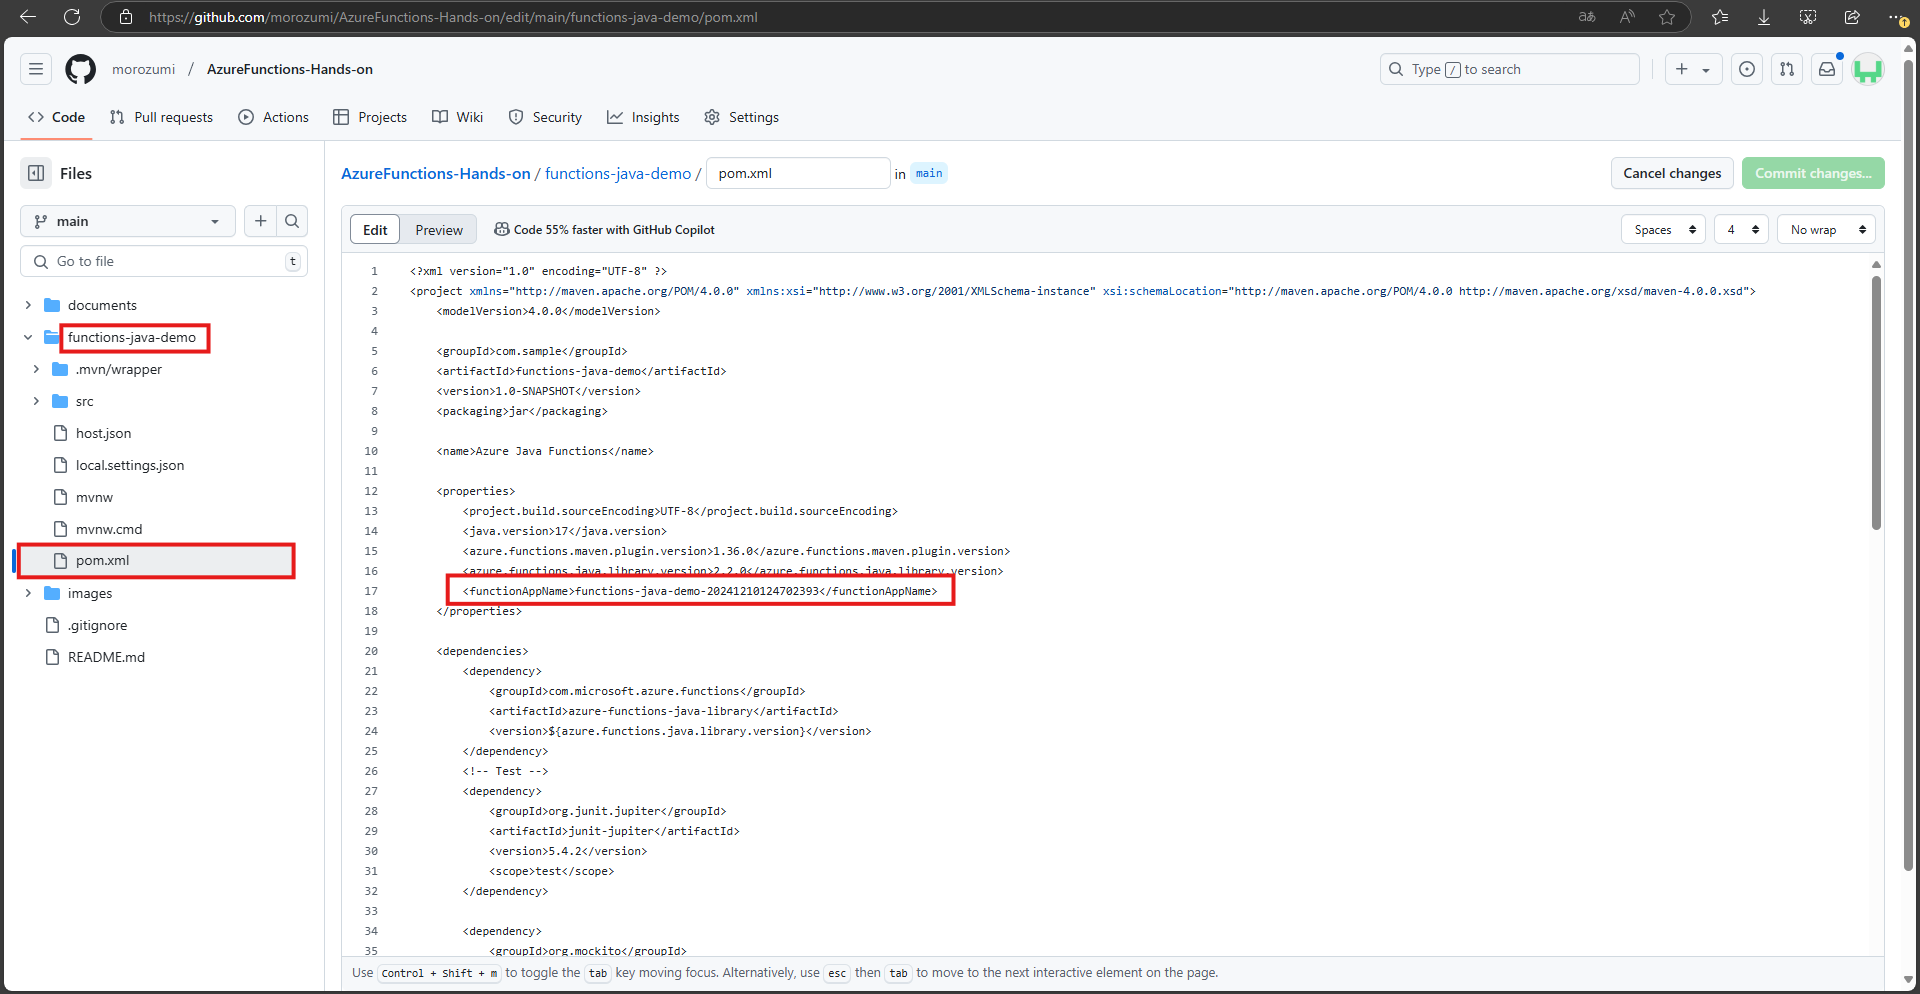 https://github.com/morozumi/AzureFunctions-Hands-on/edit/main/functions-java-demo/pom.xml
morozumi / AzureFunctions-Hands-on
Type / to search
Code
Pull requests
Actions
Projects
Wiki
Security
Insights
Settings
Files
main
Go to file
t
documents
functions-java-demo
.mvn/wrapper
src
host.json
local.settings.json
mvnw
mvnw.cmd
pom.xml
images
.gitignore
README.md
AzureFunctions-Hands-on / functions-java-demo / pom.xml in main
Cancel changes
Commit changes...
Edit
Preview
Code 55% faster with GitHub Copilot
Spaces
4
No wrap
1 <?xml version="1.0" encoding="UTF-8" ?>
2 <project xmlns="http://maven.apache.org/POM/4.0.0" xmlns:xsi="http://www.w3.org/2001/XMLSchema-instance" xsi:schemaLocation="http://maven.apache.org/POM/4.0.0 http://maven.apache.org/xsd/maven-4.0.0.xsd">
3 <modelVersion>4.0.0</modelVersion>
4
5 <groupId>com.sample</groupId>
6 <artifactId>functions-java-demo</artifactId>
7 <version>1.0-SNAPSHOT</version>
8 <packaging>jar</packaging>
9
10 <name>Azure Java Functions</name>
11
12 <properties>
13 <project.build.sourceEncoding>UTF-8</project.build.sourceEncoding>
14 <java.version>17</java.version>
15 <azure.functions.maven.plugin.version>1.36.0</azure.functions.maven.plugin.version>
16 <azure.functions.java.library.version>2.2.0</azure.functions.java.library.version>
17 <functionAppName>functions-java-demo-20241210124702393</functionAppName>
18 </properties>
19
20 <dependencies>
21 <dependency>
22 <groupId>com.microsoft.azure.functions</groupId>
23 <artifactId>azure-functions-java-library</artifactId>
24 <version>${azure.functions.java.library.version}</version>
25 </dependency>
26 <!-- Test -->
27 <dependency>
28 <groupId>org.junit.jupiter</groupId>
29 <artifactId>junit-jupiter</artifactId>
30 <version>5.4.2</version>
31 <scope>test</scope>
32 </dependency>
33
34 <dependency>
35 <groupId>org.mockito</groupId>
Use Control + Shift + m to toggle the tab key moving focus. Alternatively, use esc then tab to move to the next interactive element on the page.